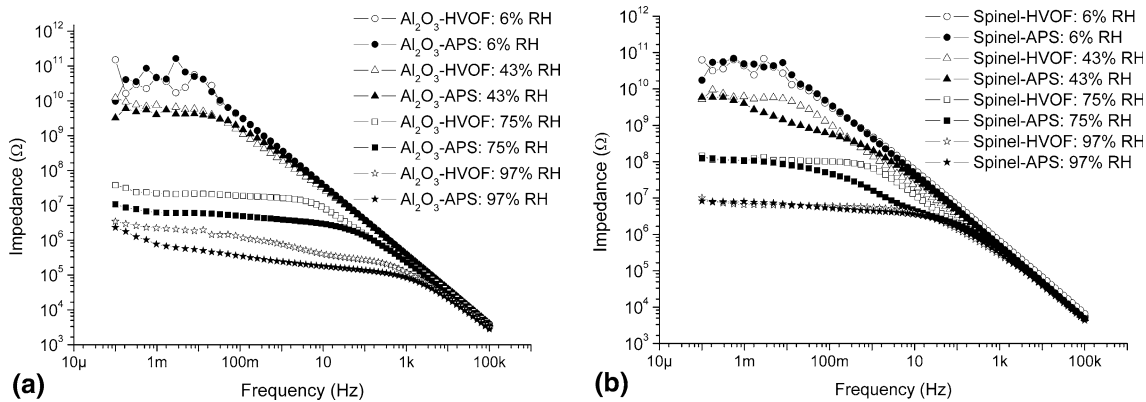 10¹²
10¹¹
10¹⁰
10⁹
10⁸
10⁷
10⁶
10⁵
10⁴
10³
Impedance (Ω)
10µ 1m 100m 10 1k 100k
Frequency (Hz)
Al₂O₃-HVOF: 6% RH
Al₂O₃-APS: 6% RH
Al₂O₃-HVOF: 43% RH
Al₂O₃-APS: 43% RH
Al₂O₃-HVOF: 75% RH
Al₂O₃-APS: 75% RH
Al₂O₃-HVOF: 97% RH
Al₂O₃-APS: 97% RH
(a)
10¹²
10¹¹
10¹⁰
10⁹
10⁸
10⁷
10⁶
10⁵
10⁴
10³
Impedance (Ω)
10µ 1m 100m 10 1k 100k
Frequency (Hz)
Spinel-HVOF: 6% RH
Spinel-APS: 6% RH
Spinel-HVOF: 43% RH
Spinel-APS: 43% RH
Spinel-HVOF: 75% RH
Spinel-APS: 75% RH
Spinel-HVOF: 97% RH
Spinel-APS: 97% RH
(b)